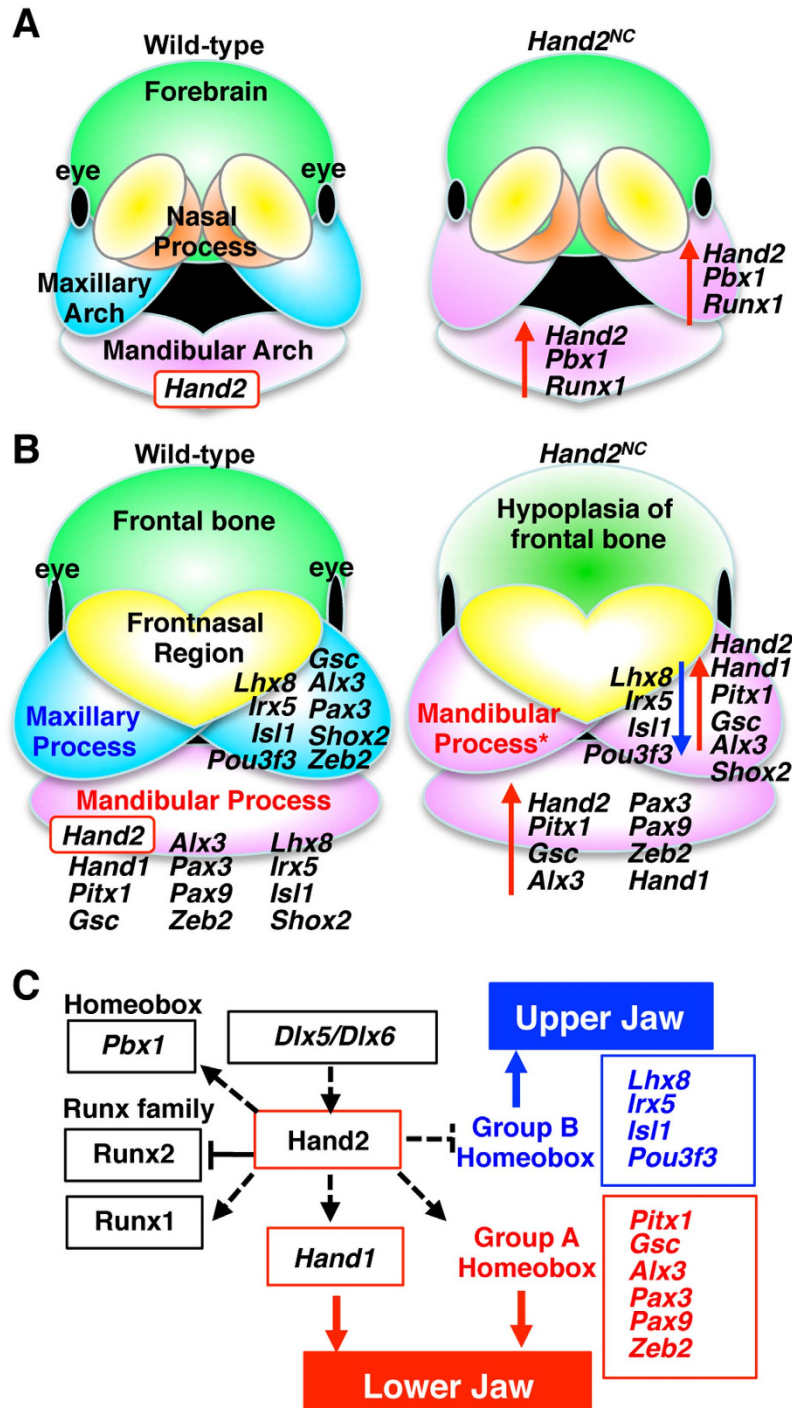 A
Wild-type
Hand2NC
Forebrain
eye
eye
Nasal
Process
Maxillary
Arch
Mandibular Arch
Hand2
Hand2
Pbx1
Runx1
Hand2
Pbx1
Runx1
B
Wild-type
Hand2NC
Frontal bone
Hypoplasia of
frontal bone
eye
eye
Frontnasal
Region
Gsc
Lhx8 Alx3
Irx5 Pax3
Isl1 Shox2
Pou3f3 Zeb2
Maxillary
Process
Mandibular Process
Hand2 Alx3 Lhx8
Hand1 Pax3 Irx5
Pitx1 Pax9 Isl1
Gsc Zeb2 Shox2
Mandibular
Process*
Lhx8
Irx5
Isl1
Pou3f3
Hand2
Hand1
Pitx1
Gsc
Alx3
Shox2
Hand2 Pax3
Pitx1 Pax9
Gsc Zeb2
Alx3 Hand1
C
Homeobox
Pbx1
Dlx5/Dlx6
Upper Jaw
Runx family
Runx2
Hand2
Group B
Homeobox
Lhx8
Irx5
Isl1
Pou3f3
Runx1
Hand1
Group A
Homeobox
Pitx1
Gsc
Alx3
Pax3
Pax9
Zeb2
Lower Jaw